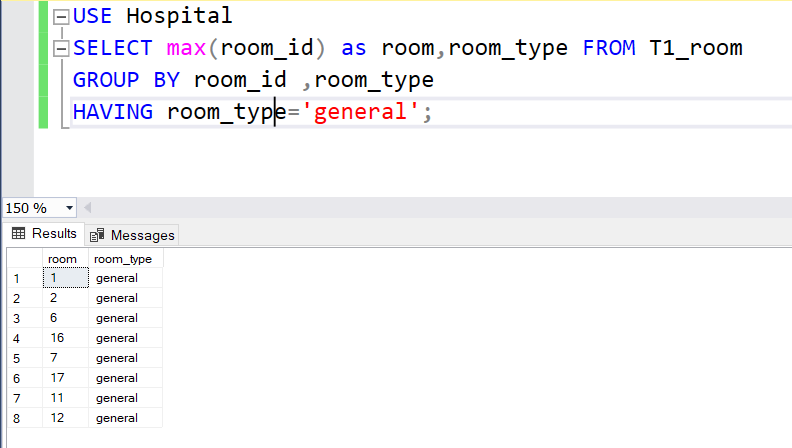 USE Hospital
SELECT max(room_id) as room,room_type FROM T1_room
GROUP BY room_id ,room_type
HAVING room_type='general';
150 %
Results Messages
room room_type
1 1 general
2 2 general
3 6 general
4 16 general
5 7 general
6 17 general
7 11 general
8 12 general